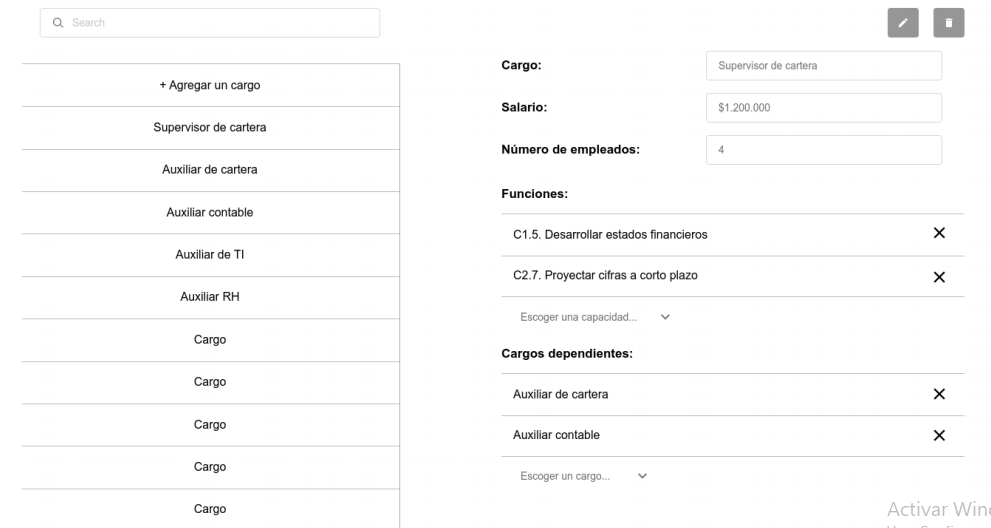 Search
+ Agregar un cargo
Supervisor de cartera
Auxiliar de cartera
Auxiliar contable
Auxiliar de TI
Auxiliar RH
Cargo
Cargo
Cargo
Cargo
Cargo
Cargo: Supervisor de cartera
Salario: $1.200.000
Número de empleados: 4
Funciones:
C1.5. Desarrollar estados financieros
C2.7. Proyectar cifras a corto plazo
Escoger una capacidad...
Cargos dependientes:
Auxiliar de cartera
Auxiliar contable
Escoger un cargo...
Activar Win